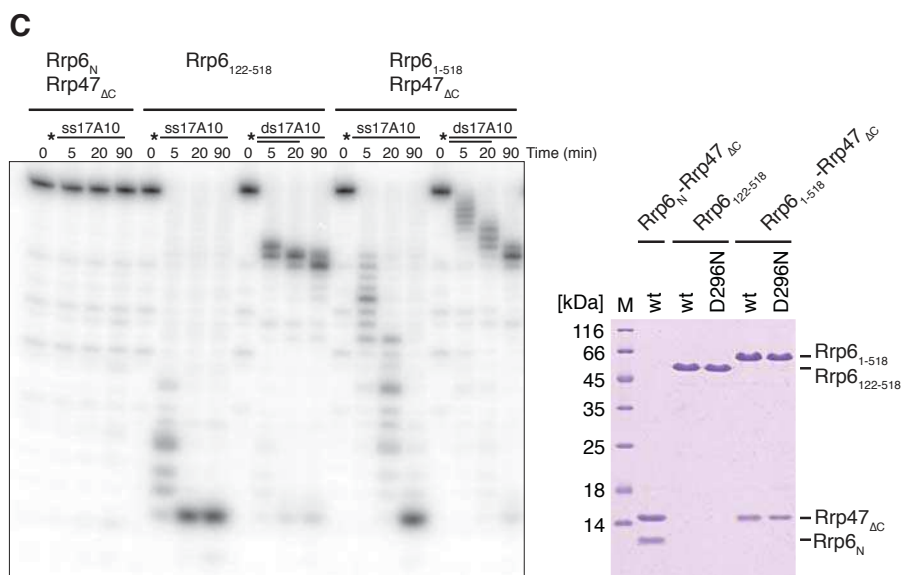 C
Rrp6N
Rrp47ΔC
Rrp6122-518
Rrp61-518
Rrp47ΔC
* ss17A10 * ss17A10 * ds17A10 * ss17A10 * ds17A10
0 5 20 90 0 5 20 90 0 5 20 90 0 5 20 90 0 5 20 90 Time (min)
Rrp6N-Rrp47ΔC
Rrp6122-518
Rrp61-518-Rrp47ΔC
[kDa] M wt wt D296N wt D296N
116
66
45
35
25
18
14
Rrp61-518
Rrp6122-518
Rrp47ΔC
Rrp6N